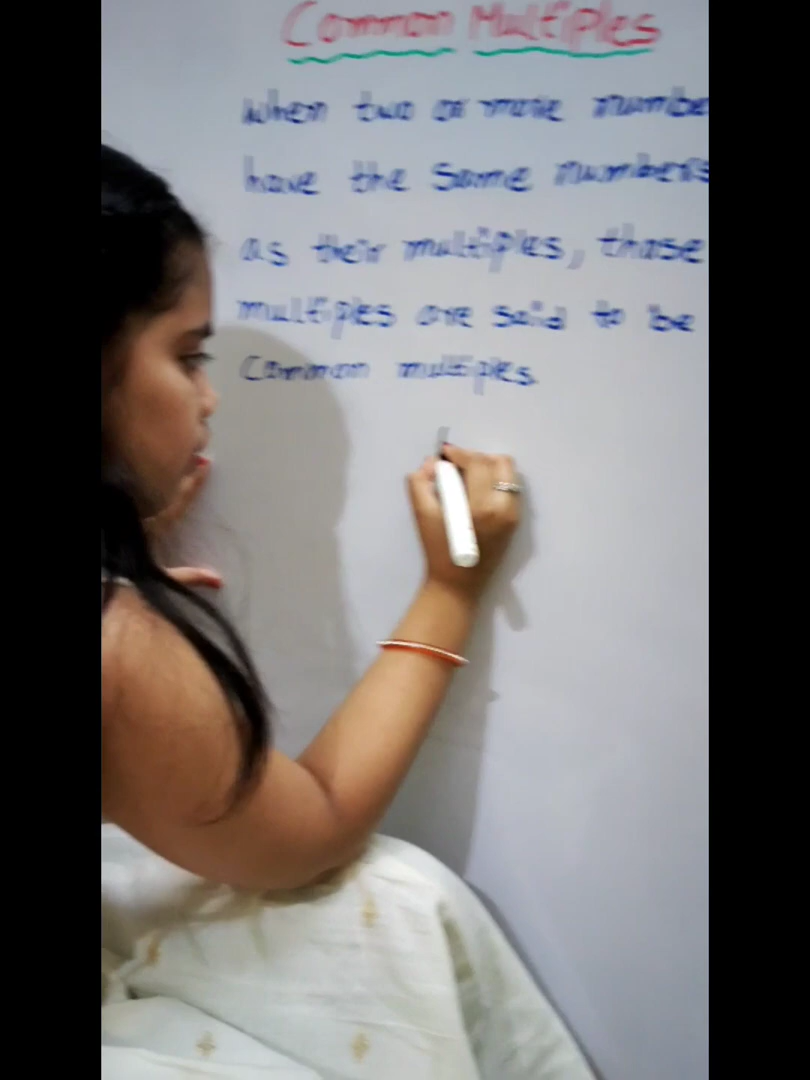 Common Multiples
When two or more numbe
have the same numbers
as their multiples, those
multiples are said to be
Common multiples.